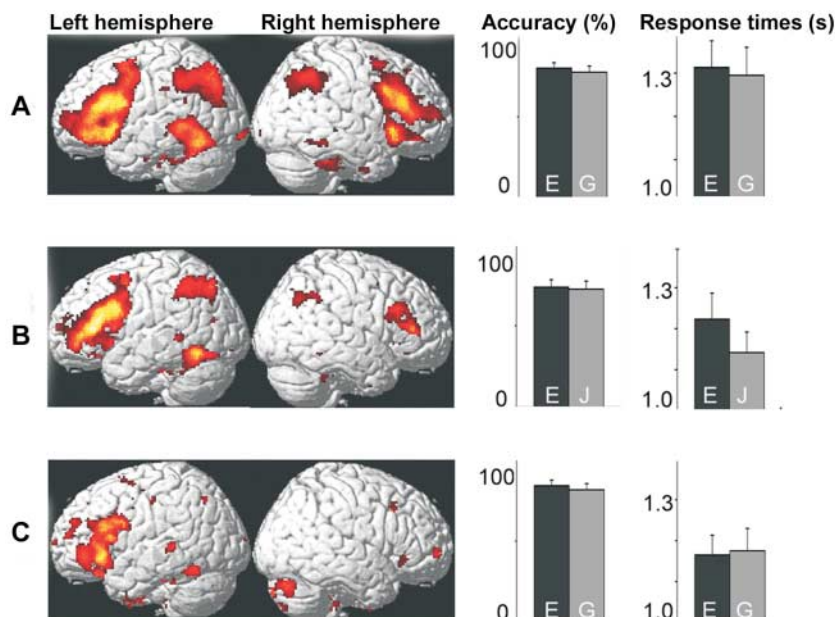 Left hemisphere Right hemisphere Accuracy (%) Response times (s)
A
100
0
E G
1.3
1.0
E G
B
100
0
E J
1.3
1.0
E J
C
100
0
E G
1.3
1.0
E G